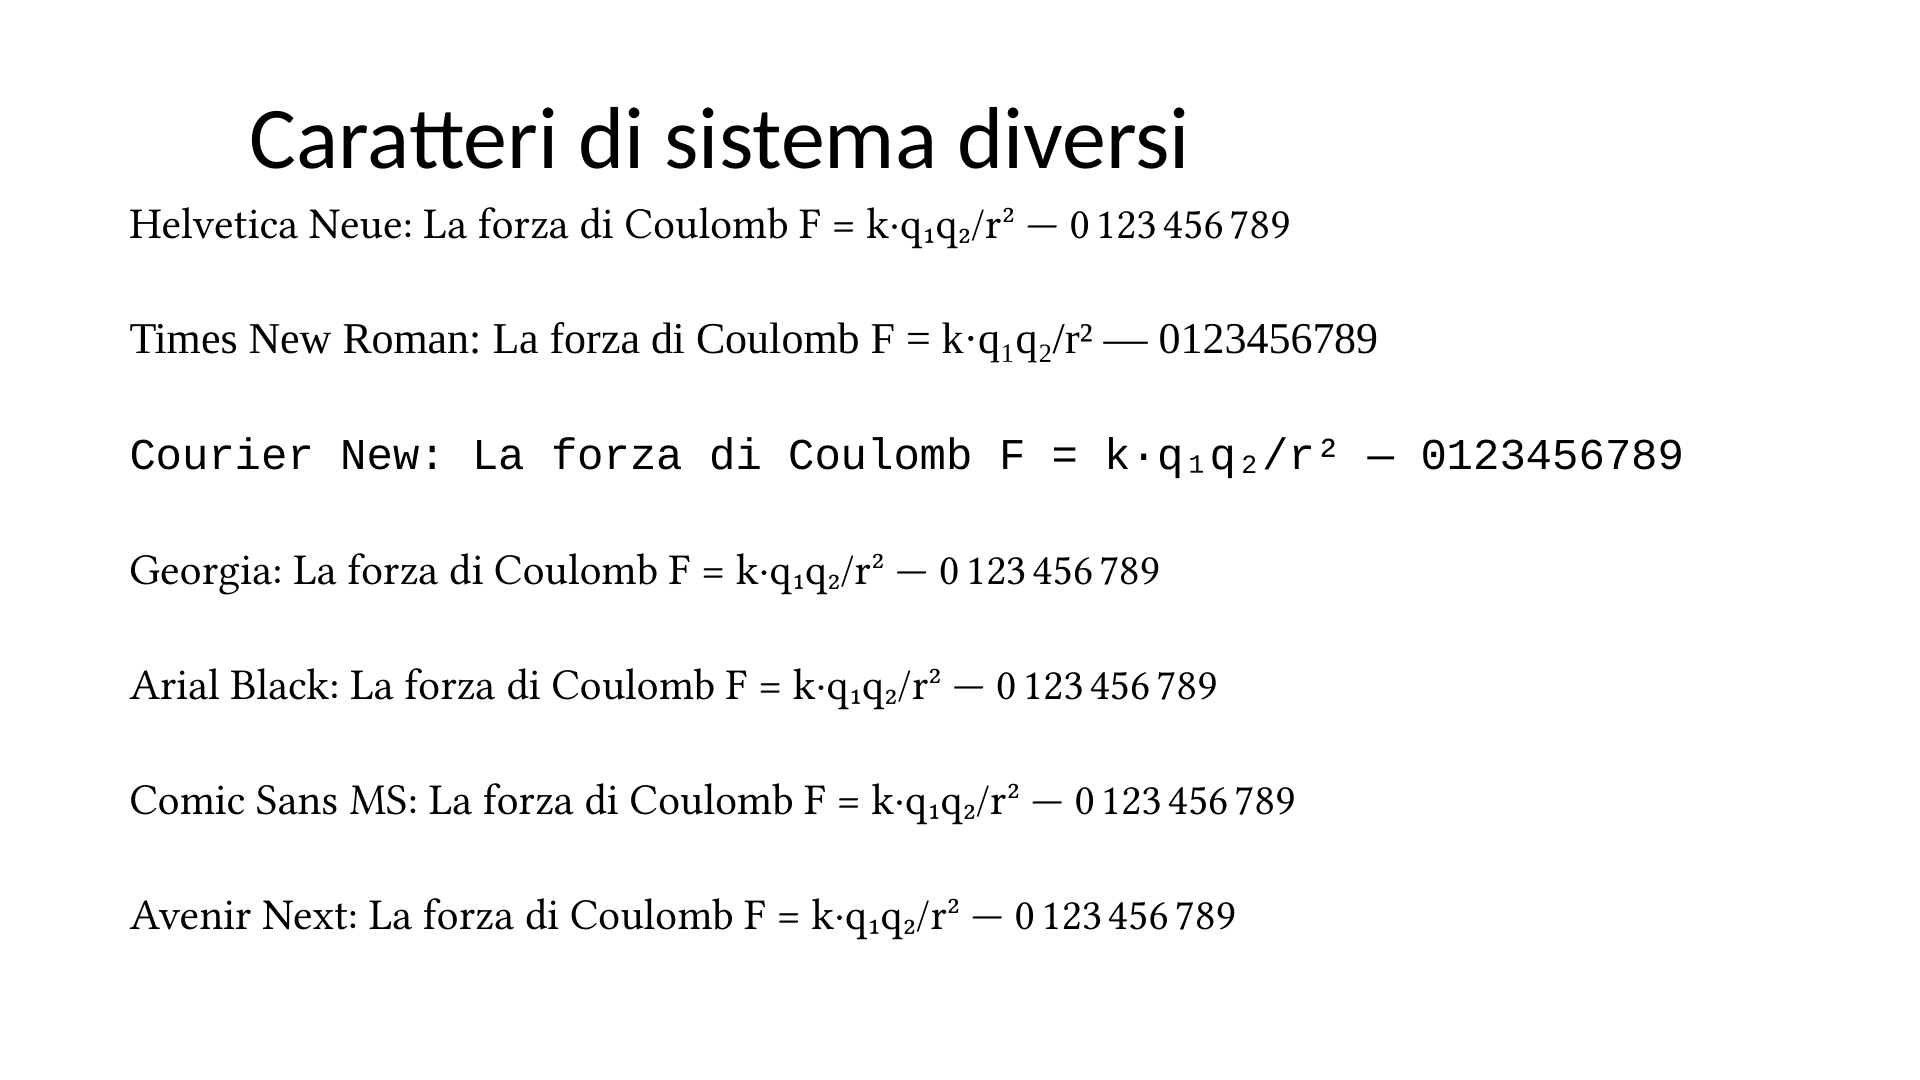 Caratteri di sistema diversi
Helvetica Neue: La forza di Coulomb F = k·q₁q₂/r² — 0 123 456 789
Times New Roman: La forza di Coulomb F = k·q₁q₂/r² — 0123456789
Courier New: La forza di Coulomb F = k·q₁q₂/r² — 0123456789
Georgia: La forza di Coulomb F = k·q₁q₂/r² — 0 123 456 789
Arial Black: La forza di Coulomb F = k·q₁q₂/r² — 0 123 456 789
Comic Sans MS: La forza di Coulomb F = k·q₁q₂/r² — 0 123 456 789
Avenir Next: La forza di Coulomb F = k·q₁q₂/r² — 0 123 456 789